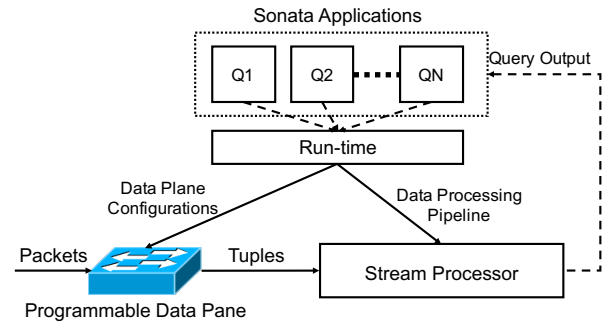 Sonata Applications
Q1
Q2
QN
Query Output
Run-time
Data Plane
Configurations
Data Processing
Pipeline
Packets
Tuples
Stream Processor
Programmable Data Pane